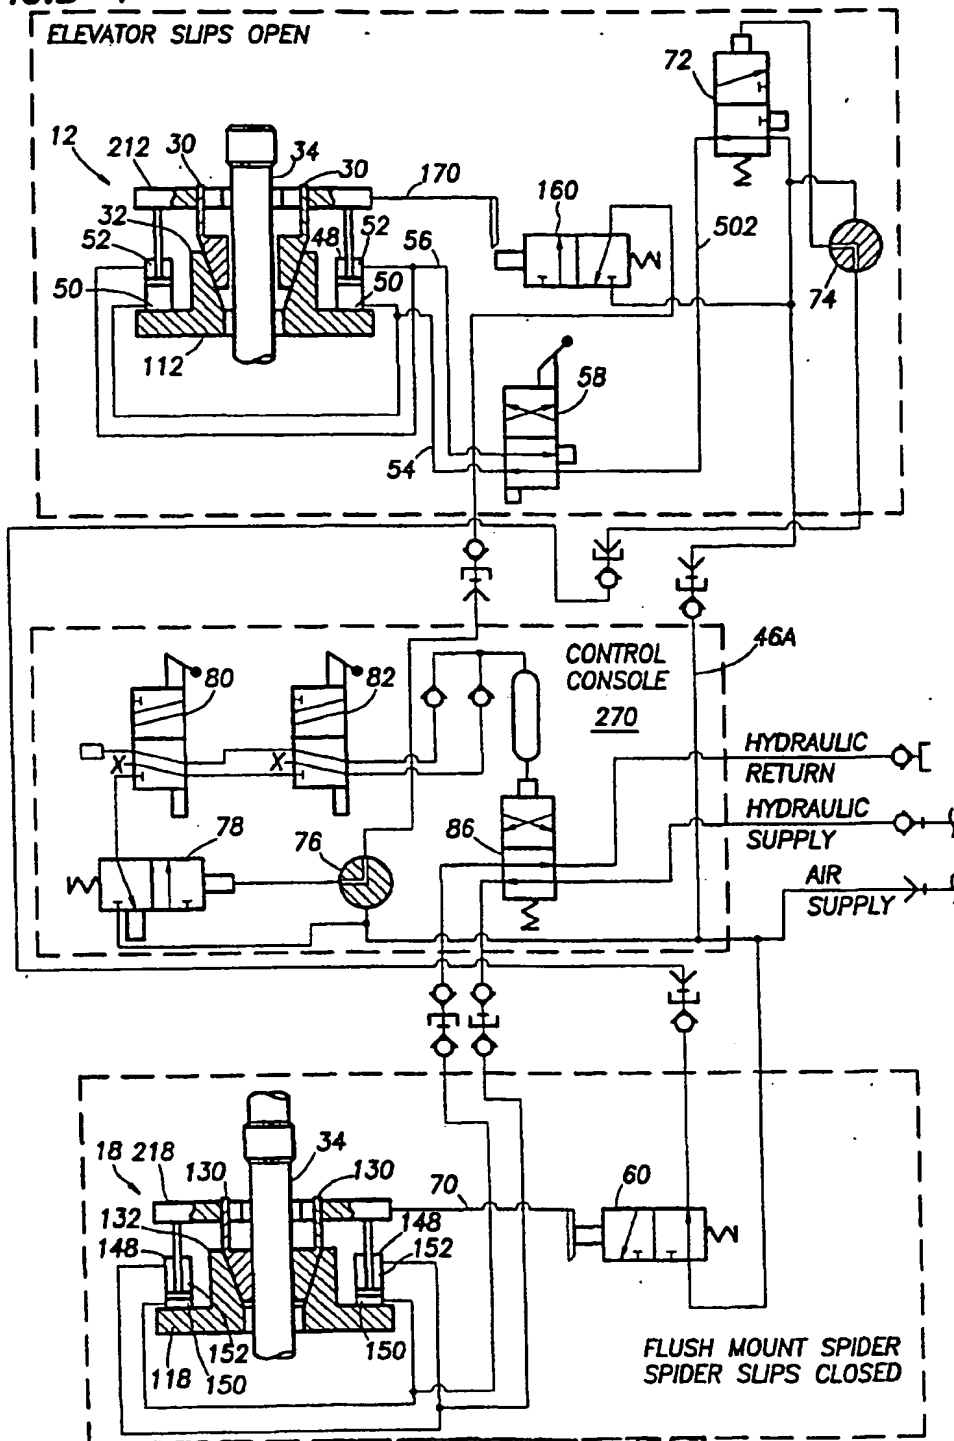 ELEVATOR SLIPS OPEN
72
12
212
30
34
30
170
160
32
52
48
52
56
502
50
50
74
112
58
54
80
82
CONTROL
CONSOLE
270
46A
X
X
HYDRAULIC
RETURN
78
76
86
HYDRAULIC
SUPPLY
AIR
SUPPLY
18
218
130
34
130
70
60
132
148
148
152
118
152
150
150
FLUSH MOUNT SPIDER
SPIDER SLIPS CLOSED